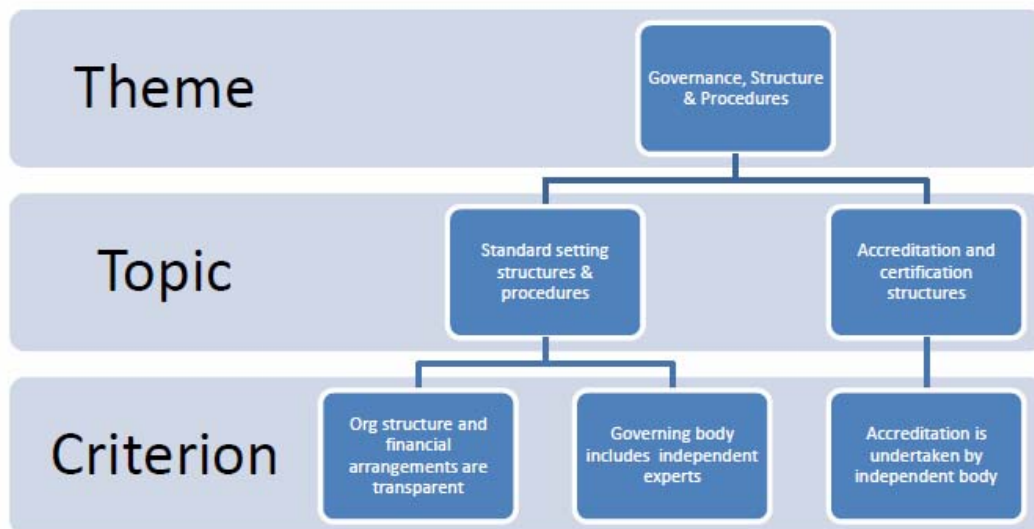 Theme
Governance, Structure
& Procedures
Topic
Standard setting
structures &
procedures
Accreditation and
certification
structures
Criterion
Org structure and
financial
arrangements are
transparent
Governing body
includes independent
experts
Accreditation is
undertaken by
independent body